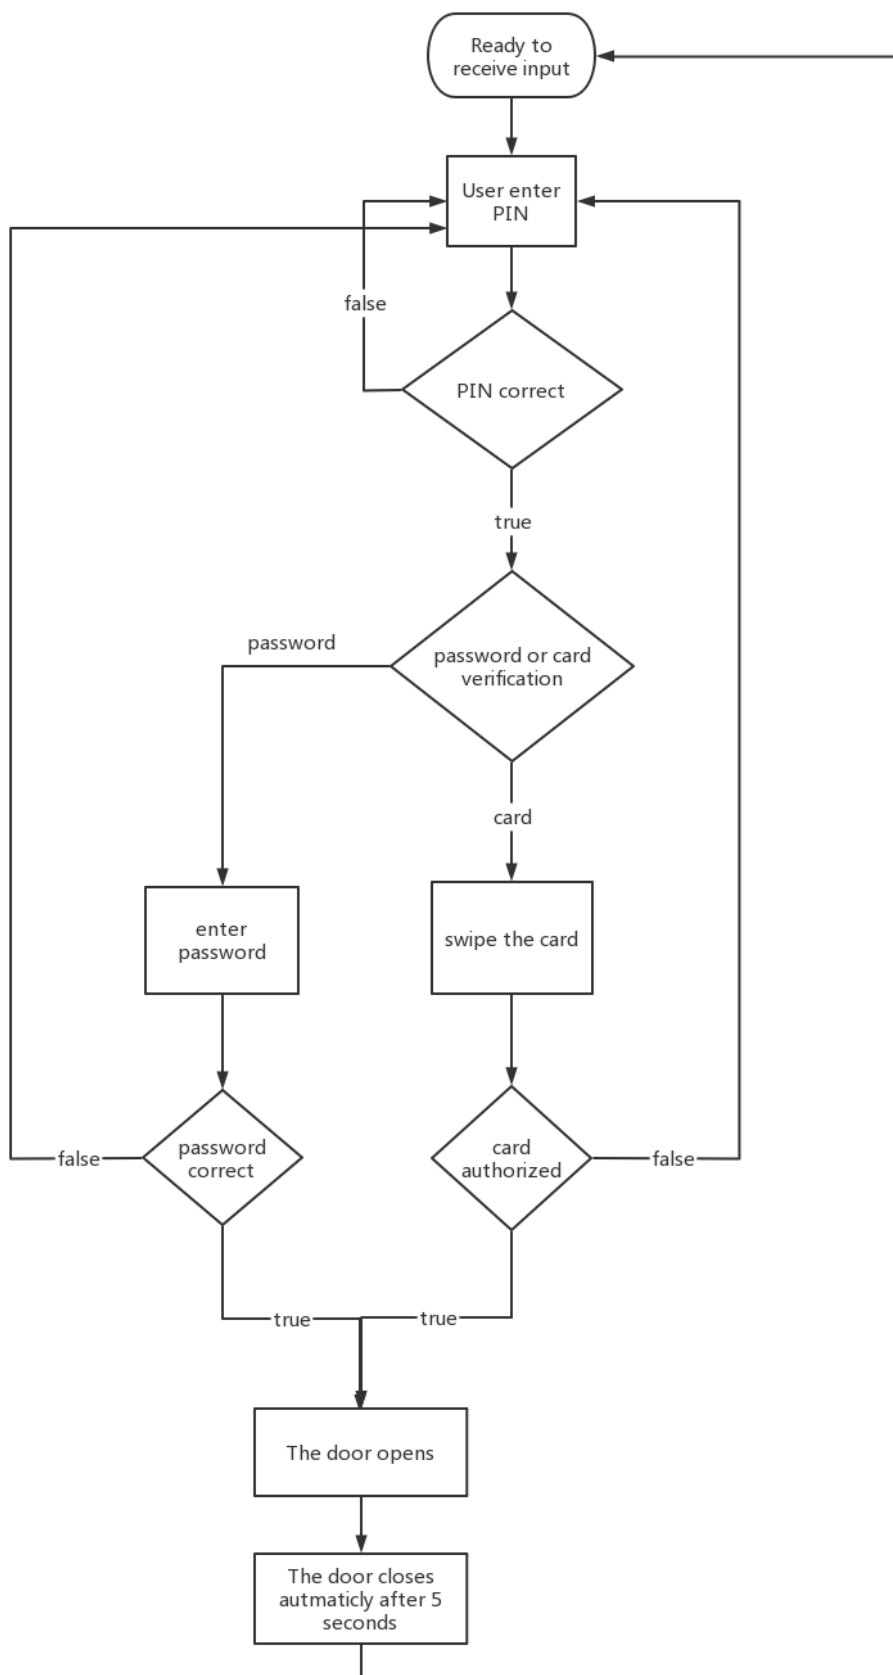 Ready to
receive input
User enter
PIN
false
PIN correct
true
password
password or card
verification
card
enter
password
swipe the card
false
password
correct
card
authorized
false
true
true
The door opens
The door closes
autmaticly after 5
seconds